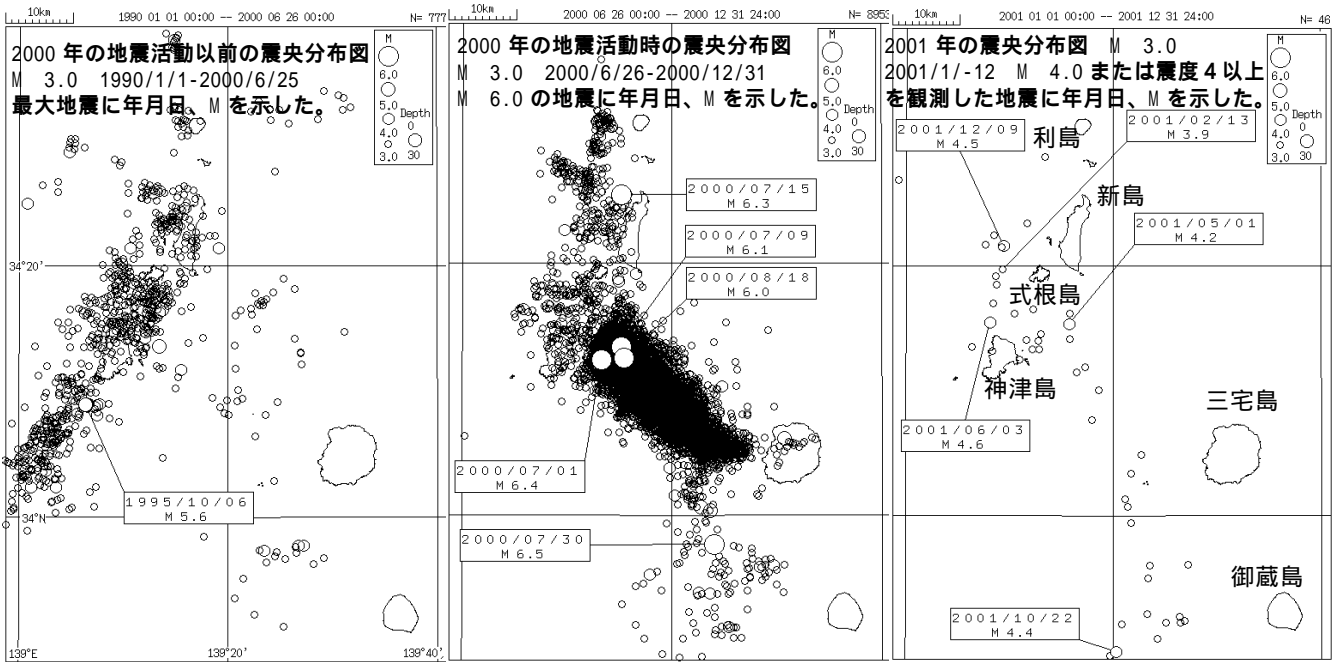 10km 1990 01 01 00:00 -- 2000 06 26 00:00 N= 777
2000 年の地震活動以前の震央分布図
M 3.0 1990/1/1-2000/6/25
最大地震に年月日、M を示した。
M
6.0
5.0
4.0
3.0
Depth
0
30
34°20'
1995/10/06
M 5.6
34°N
139°E
139°20'
139°40'
10km 2000 06 26 00:00 -- 2000 12 31 24:00 N= 8953
2000 年の地震活動時の震央分布図
M 3.0 2000/6/26-2000/12/31
M 6.0 の地震に年月日、M を示した。
M
6.0
5.0
4.0
3.0
Depth
0
30
2000/07/15
M 6.3
2000/07/09
M 6.1
2000/08/18
M 6.0
2000/07/01
M 6.4
2000/07/30
M 6.5
10km 2001 01 01 00:00 -- 2001 12 31 24:00 N= 46
2001 年の震央分布図 M 3.0
2001/1/-12 M 4.0 または震度4以上
を観測した地震に年月日、M を示した。
M
6.0
5.0
4.0
3.0
Depth
0
30
2001/12/09
M 4.5
利島
2001/02/13
M 3.9
新島
2001/05/01
M 4.2
式根島
神津島
三宅島
2001/06/03
M 4.6
御蔵島
2001/10/22
M 4.4